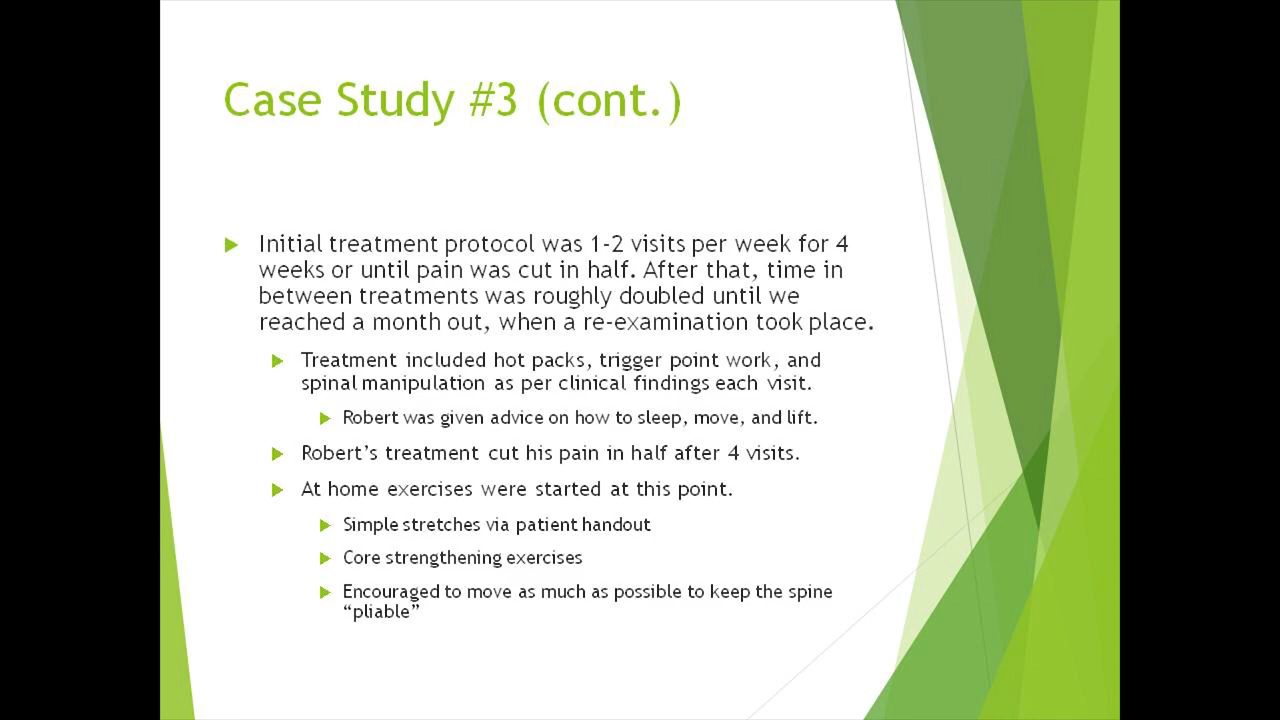 Case Study #3 (cont.)
Initial treatment protocol was 1-2 visits per week for 4
weeks or until pain was cut in half. After that, time in
between treatments was roughly doubled until we
reached a month out, when a re-examination took place.
Treatment included hot packs, trigger point work, and
spinal manipulation as per clinical findings each visit.
Robert was given advice on how to sleep, move, and lift.
Robert’s treatment cut his pain in half after 4 visits.
At home exercises were started at this point.
Simple stretches via patient handout
Core strengthening exercises
Encouraged to move as much as possible to keep the spine
“pliable”